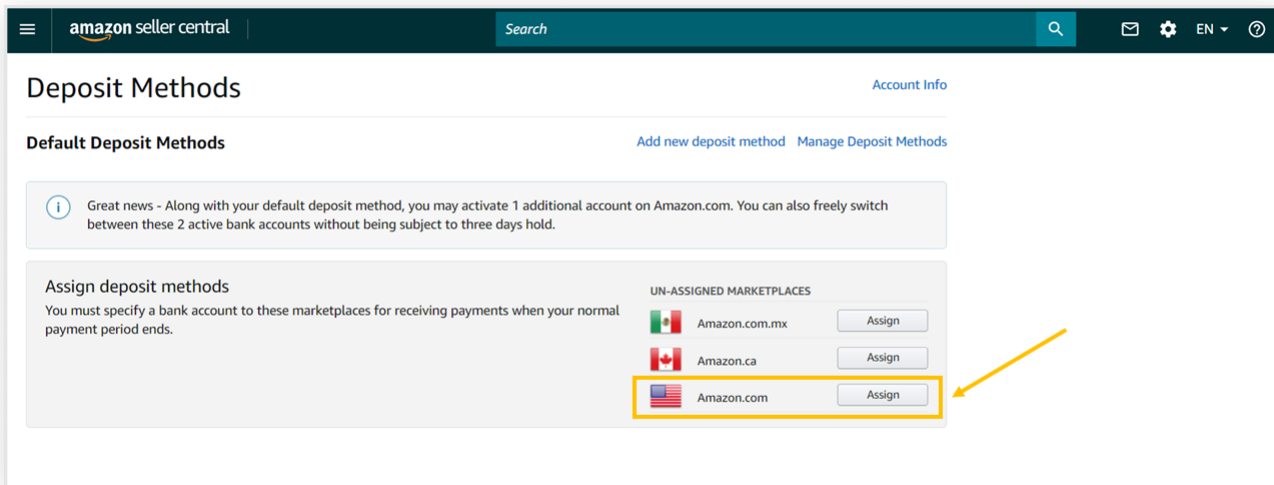 amazon seller central
Search
EN
Deposit Methods
Account Info
Default Deposit Methods
Add new deposit method Manage Deposit Methods
i
Great news - Along with your default deposit method, you may activate 1 additional account on Amazon.com. You can also freely switch
between these 2 active bank accounts without being subject to three days hold.
Assign deposit methods
You must specify a bank account to these marketplaces for receiving payments when your normal
payment period ends.
UN-ASSIGNED MARKETPLACES
Amazon.com.mx Assign
Amazon.ca Assign
Amazon.com Assign